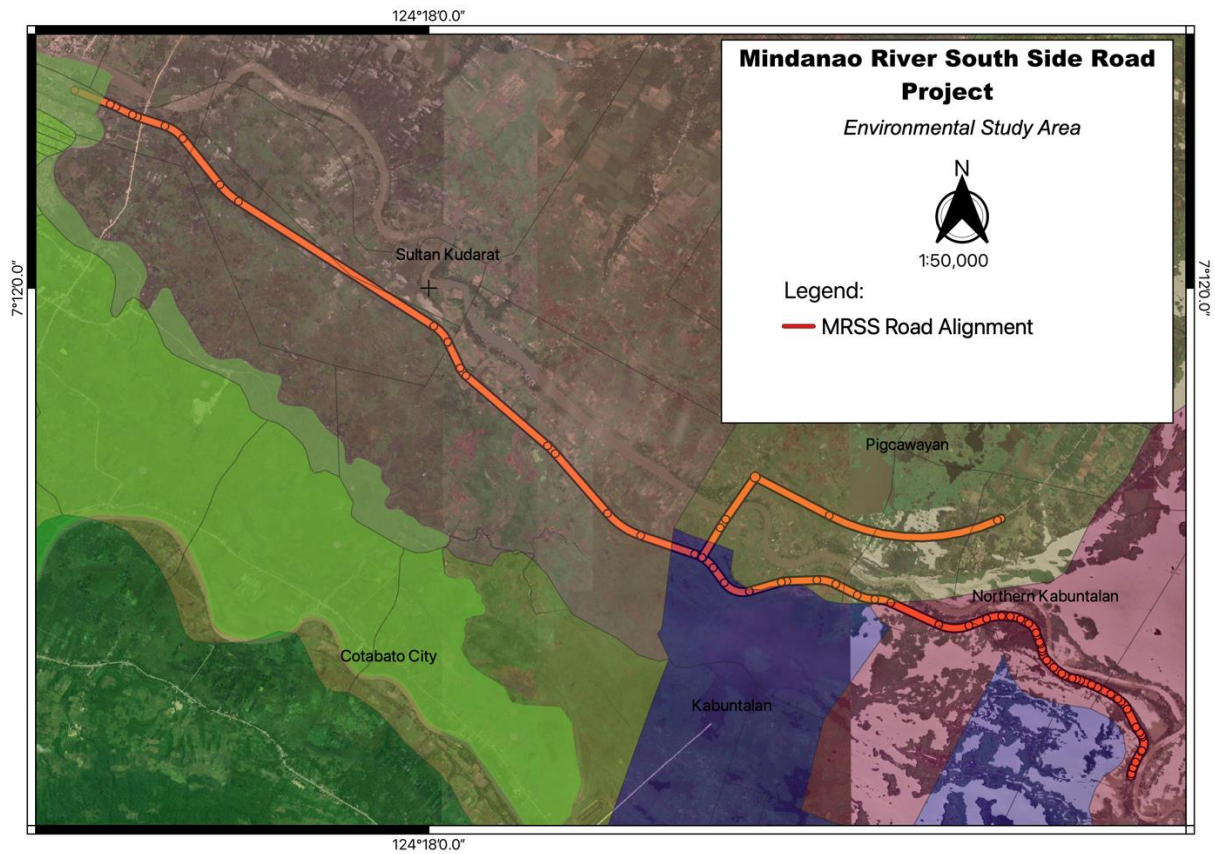 124°18'0.0"
Mindanao River South Side Road
Project
Environmental Study Area
N
1:50,000
Legend:
MRSS Road Alignment
7°12'0.0"
7°12'0.0"
Sultan Kudarat
Pigcawayan
Northern Kabuntalan
Cotabato City
Kabuntalan
124°18'0.0"